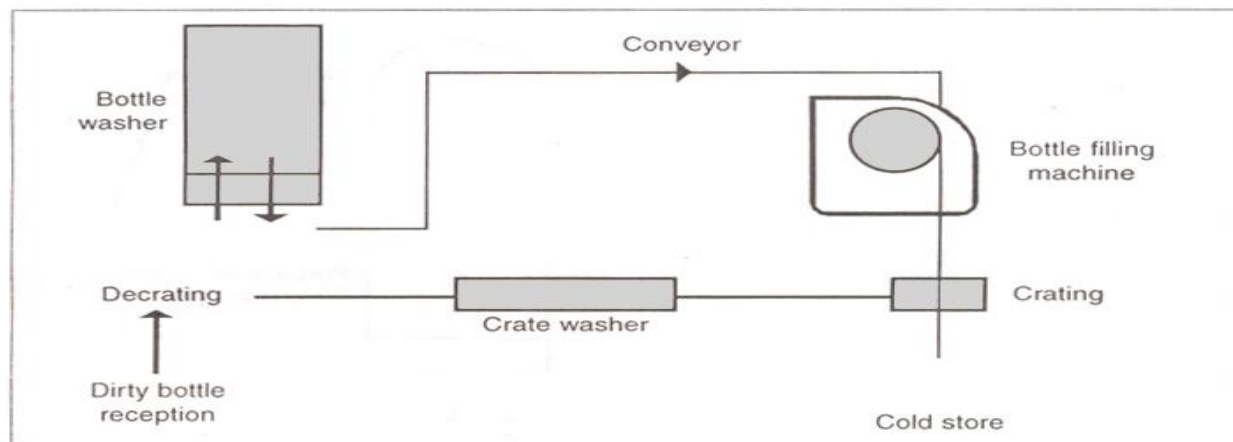 Conveyor
Bottle
washer
Bottle filling
machine
Decrating
Crate washer
Crating
Dirty bottle
reception
Cold store